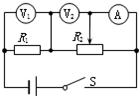 V₁ V₂ A
R₁ R₂
S